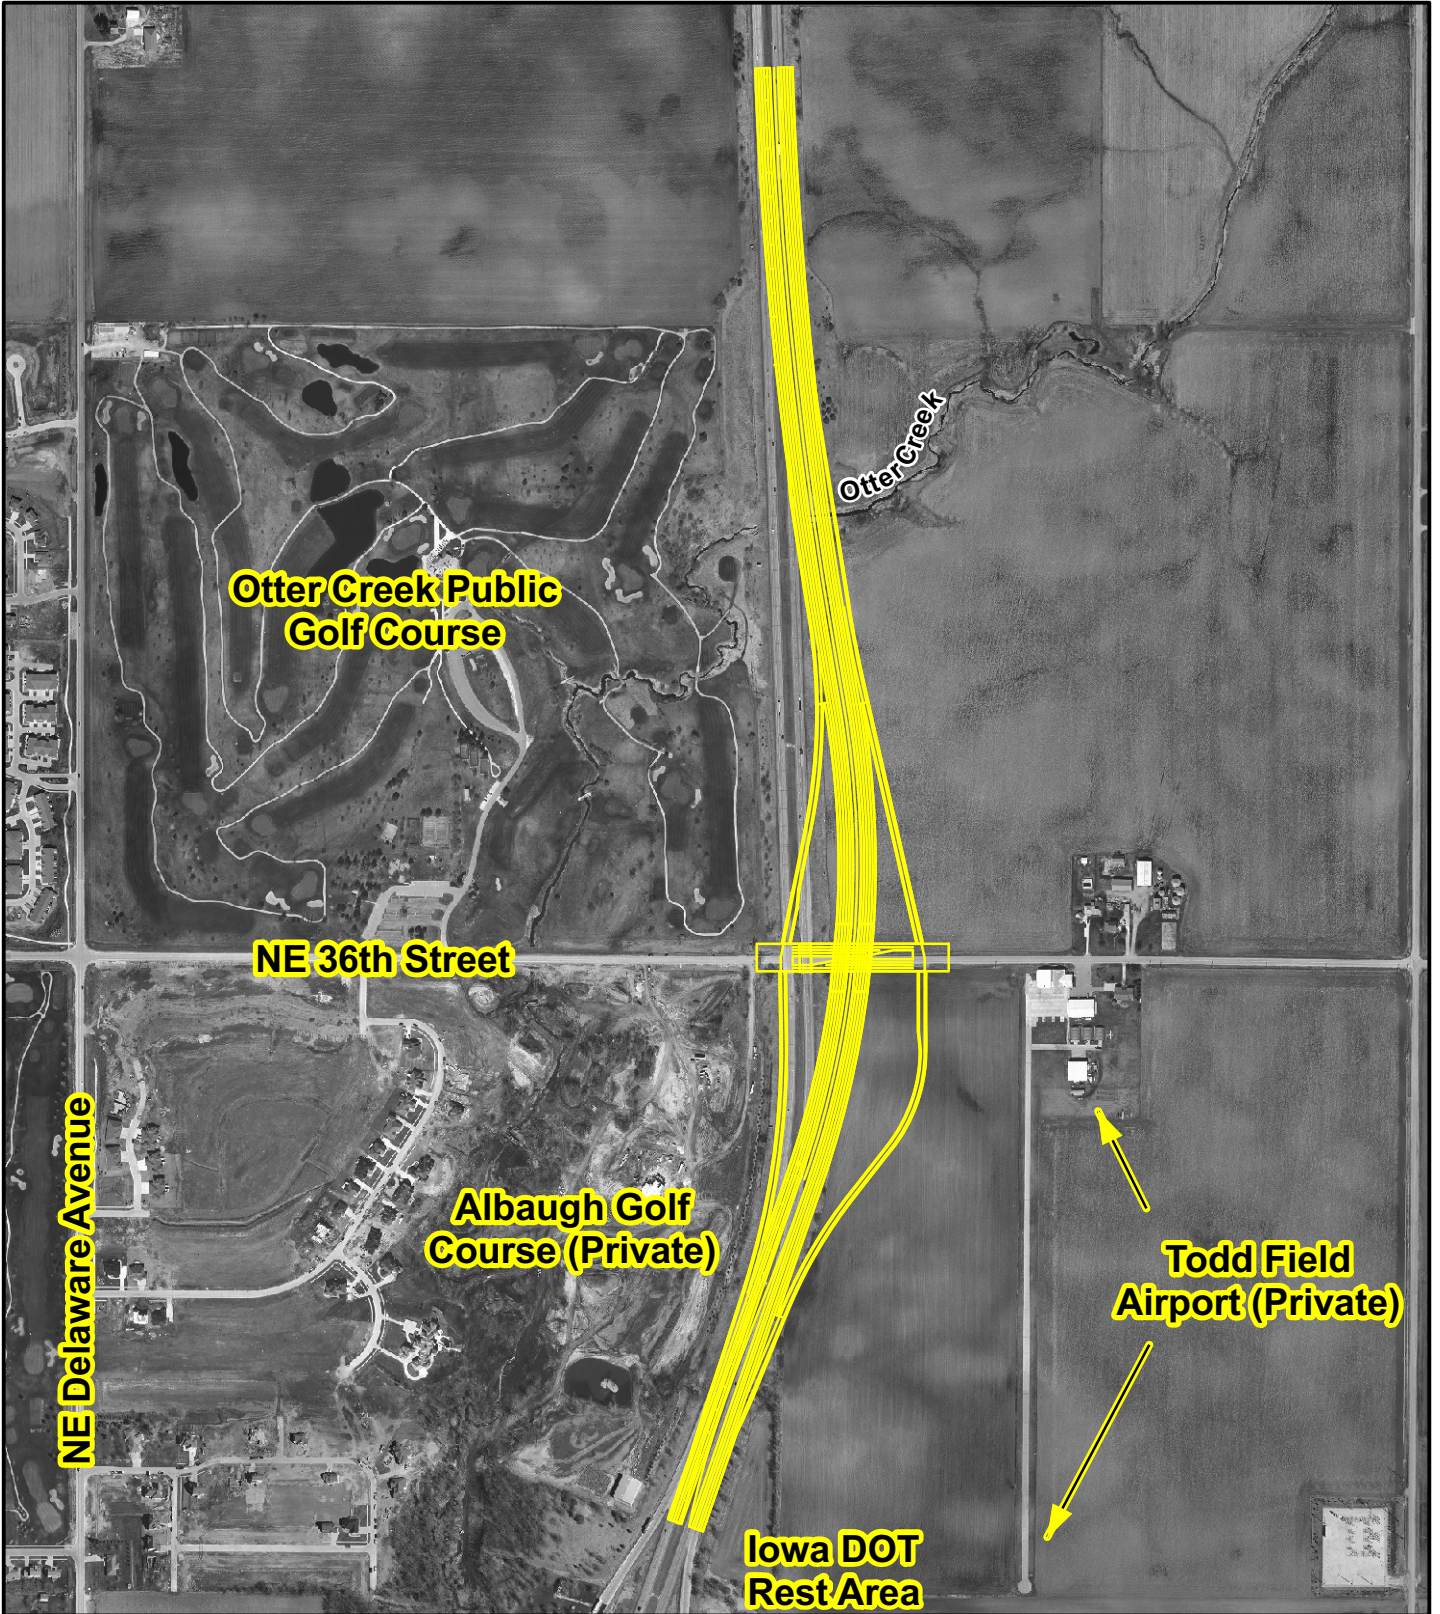 Otter Creek
Otter Creek Public
Golf Course
NE 36th Street
NE Delaware Avenue
Albaugh Golf
Course (Private)
Todd Field
Airport (Private)
Iowa DOT
Rest Area